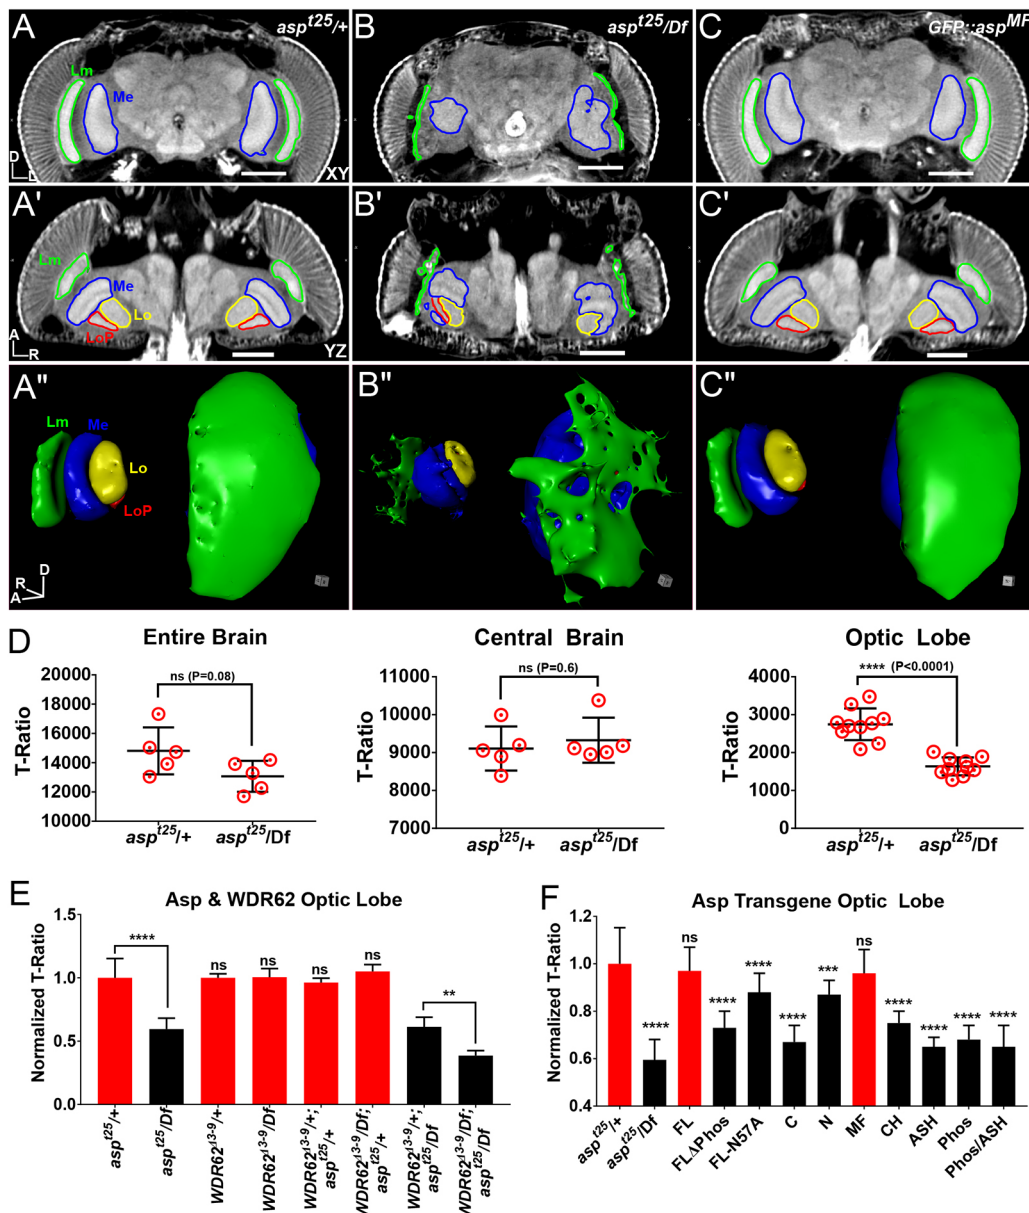 A
asp^t25/+
Lm
Me
D
L
XY
B
asp^t25/Df
C
GFP::asp^MF
A'
Lm
Me
Lo
LoP
A
R
YZ
B'
C'
A"
Lm
Me
Lo
LoP
R
A
D
B"
C"
D
Entire Brain
T-Ratio
20000
18000
16000
14000
12000
10000
ns (P=0.08)
asp^t25/+
asp^t25/Df
Central Brain
T-Ratio
11000
10000
9000
8000
7000
ns (P=0.6)
asp^t25/+
asp^t25/Df
Optic Lobe
T-Ratio
4000
3000
2000
1000
0
**** (P<0.0001)
asp^t25/+
asp^t25/Df
E
Asp & WDR62 Optic Lobe
Normalized T-Ratio
1.5
1.0
0.5
0.0
****
ns
ns
ns
ns
**
asp^t25/+
asp^t25/Df
WDR62^Δ3-9/+
WDR62^Δ3-9/Df
WDR62^Δ3-9/+;
asp^t25/+
WDR62^Δ3-9/Df;
asp^t25/+
WDR62^Δ3-9/+;
asp^t25/Df
WDR62^Δ3-9/Df;
asp^t25/Df
F
Asp Transgene Optic Lobe
Normalized T-Ratio
1.2
1.0
0.8
0.6
0.4
****
ns
****
****
****
***
ns
****
****
****
****
asp^t25/+
asp^t25/Df
FL
FLΔPhos
FL-N57A
C
N
MF
CH
ASH
Phos
Phos/ASH